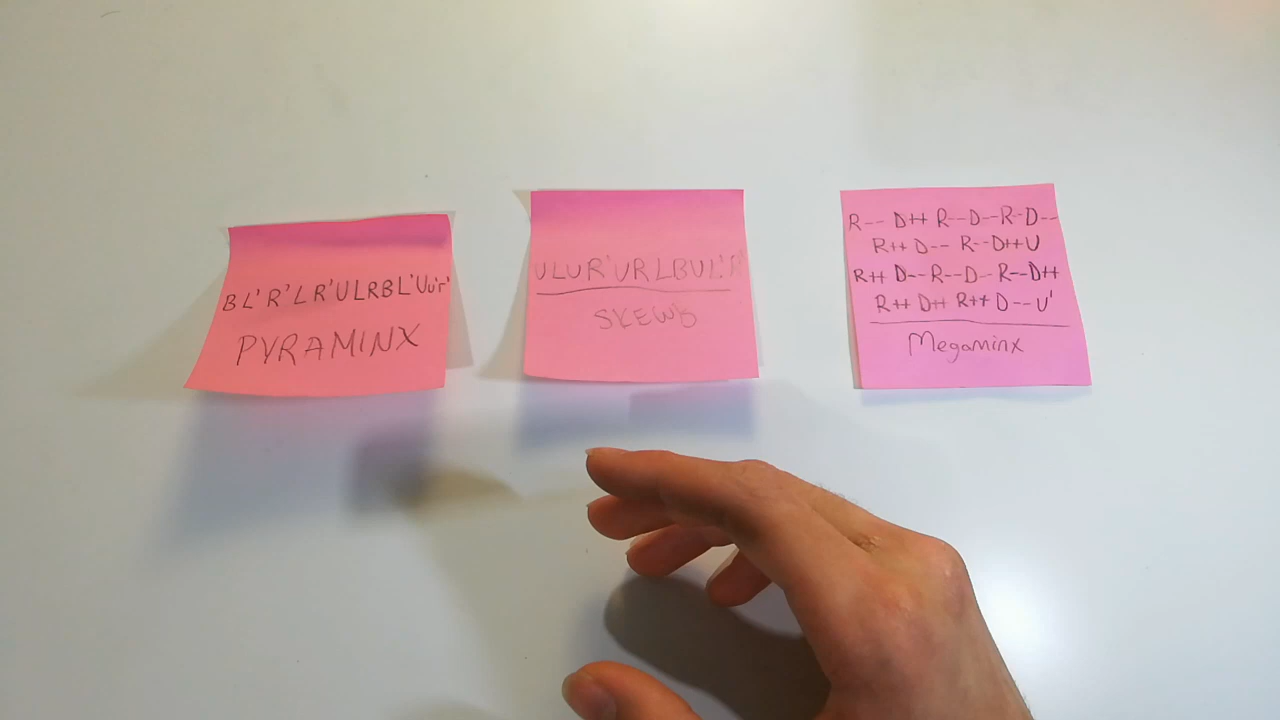 BL'R'LR'ULRBL'Uu'r'
PYRAMINX
ULUR'URLBUL'R'
SKEWB
R-- D++ R-- D-- R-- D--
R++ D-- R-- D++ U
R++ D-- R-- D-- R-- D++
R++ D++ R++ D-- U'
Megaminx